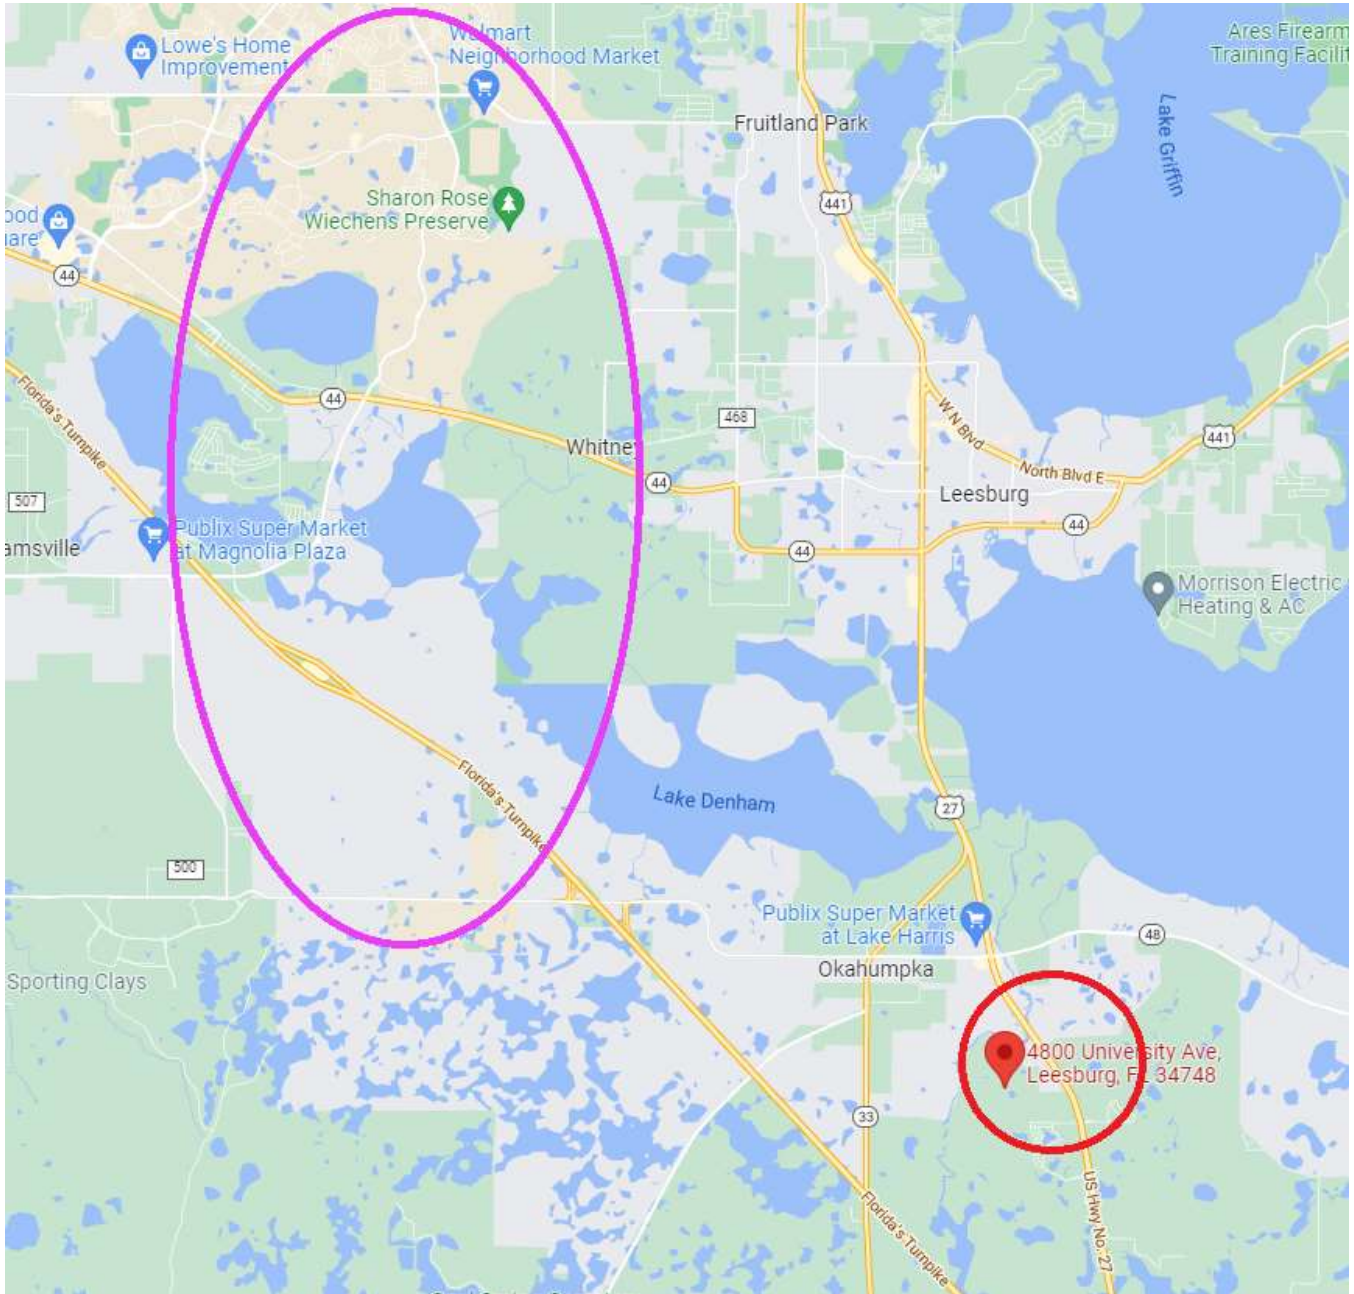 Lowe's Home
Improvement
Walmart
Neighborhood Market
Ares Firearm
Training Facilit
Fruitland Park
Lake Griffin
441
Sharon Rose
Wiechens Preserve
ood
uare
44
Florida's Turnpike
44
468
W N Blvd
441
Whitney
North Blvd E
44
Leesburg
507
Publix Super Market
at Magnolia Plaza
amsville
44
44
Morrison Electric
Heating & AC
Florida's Turnpike
Lake Denham
27
500
Publix Super Market
at Lake Harris
48
Okahumpka
Sporting Clays
4800 University Ave,
Leesburg, FL 34748
33
Florida's Turnpike
US Hwy No. 27